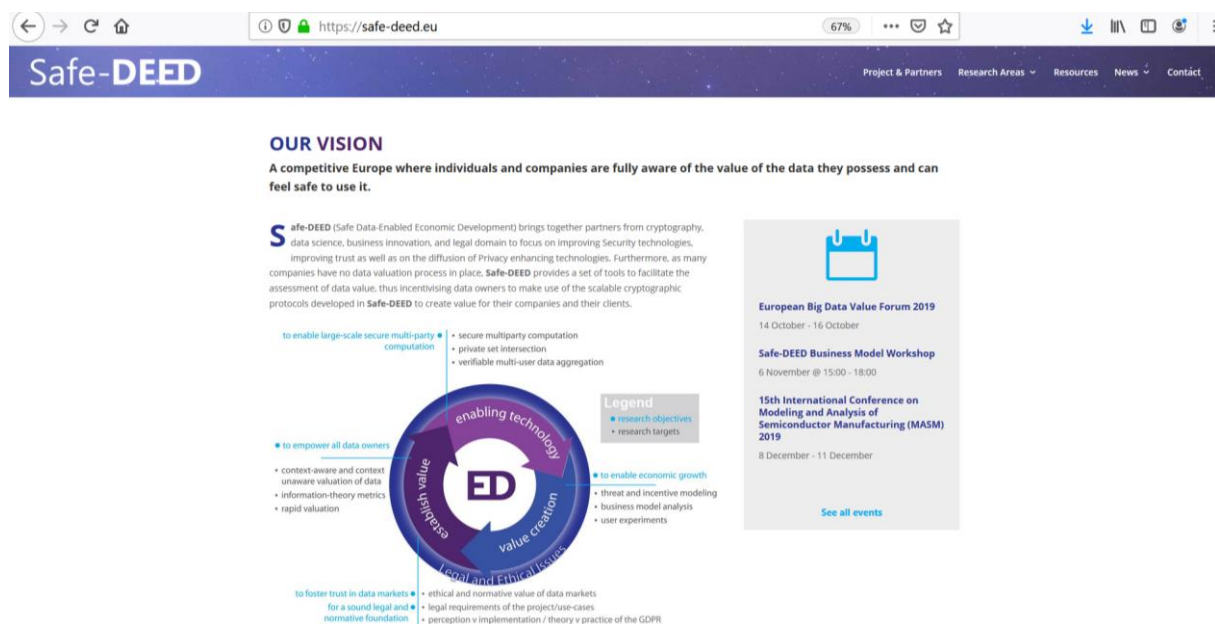 https://safe-deed.eu
67%
Safe-DEED
Project & Partners
Research Areas
Resources
News
Contact
OUR VISION
A competitive Europe where individuals and companies are fully aware of the value of the data they possess and can
feel safe to use it.
Safe-DEED (Safe Data-Enabled Economic Development) brings together partners from cryptography,
data science, business innovation, and legal domain to focus on improving Security technologies,
improving trust as well as on the diffusion of Privacy enhancing technologies. Furthermore, as many
companies have no data valuation process in place, Safe-DEED provides a set of tools to facilitate the
assessment of data value, thus incentivising data owners to make use of the scalable cryptographic
protocols developed in Safe-DEED to create value for their companies and their clients.
to enable large-scale secure multi-party
computation
• secure multiparty computation
• private set intersection
• verifiable multi-user data aggregation
Legend
• research objectives
• research targets
• to empower all data owners
• context-aware and context
unaware valuation of data
• information-theory metrics
• rapid valuation
enabling technology
establish value
value creation
ED
Legal and Ethical Issues
• to enable economic growth
• threat and incentive modeling
• business model analysis
• user experiments
to foster trust in data markets •
for a sound legal and •
normative foundation
• ethical and normative value of data markets
• legal requirements of the project/use-cases
• perception v implementation / theory v practice of the GDPR
European Big Data Value Forum 2019
14 October - 16 October
Safe-DEED Business Model Workshop
6 November @ 15:00 - 18:00
15th International Conference on
Modeling and Analysis of
Semiconductor Manufacturing (MASM)
2019
8 December - 11 December
See all events